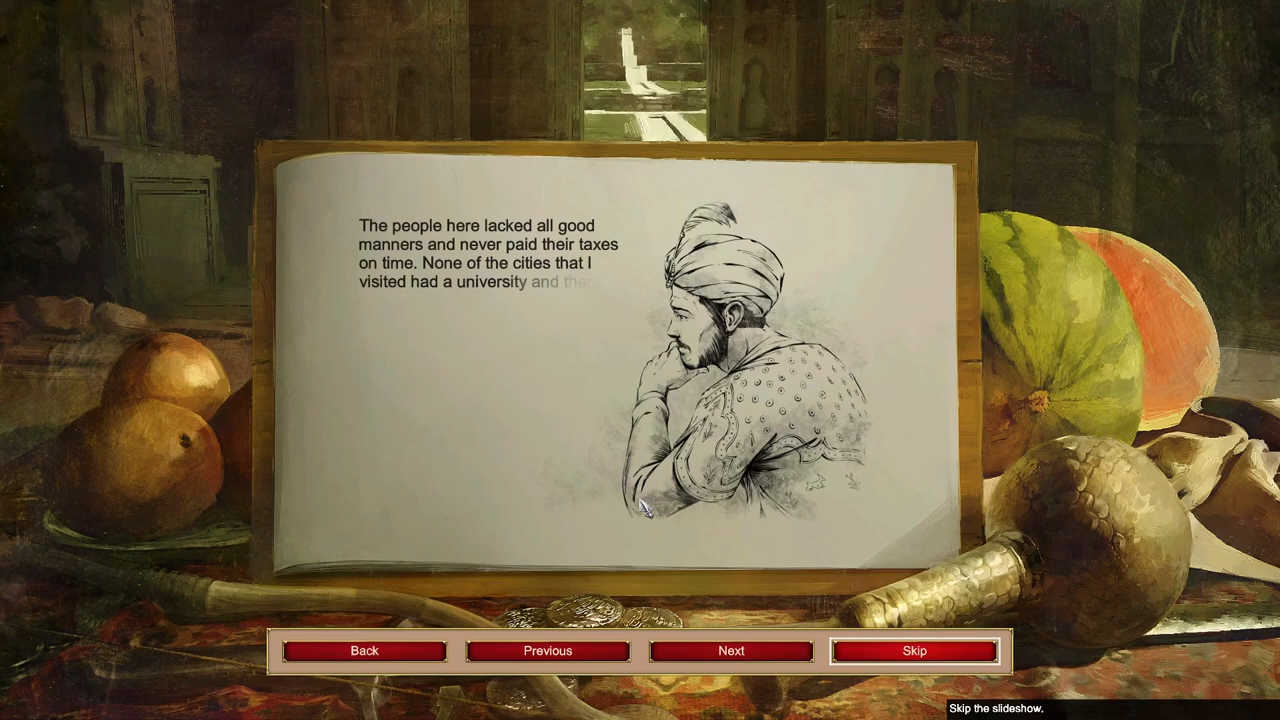 The people here lacked all good
manners and never paid their taxes
on time. None of the cities that I
visited had a university and the
Back
Previous
Next
Skip
Skip the slideshow.